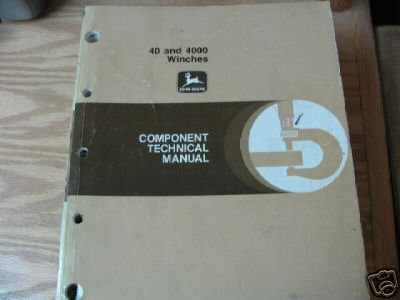 40 and 4000
Winches
JOHN DEERE
COMPONENT
TECHNICAL
MANUAL